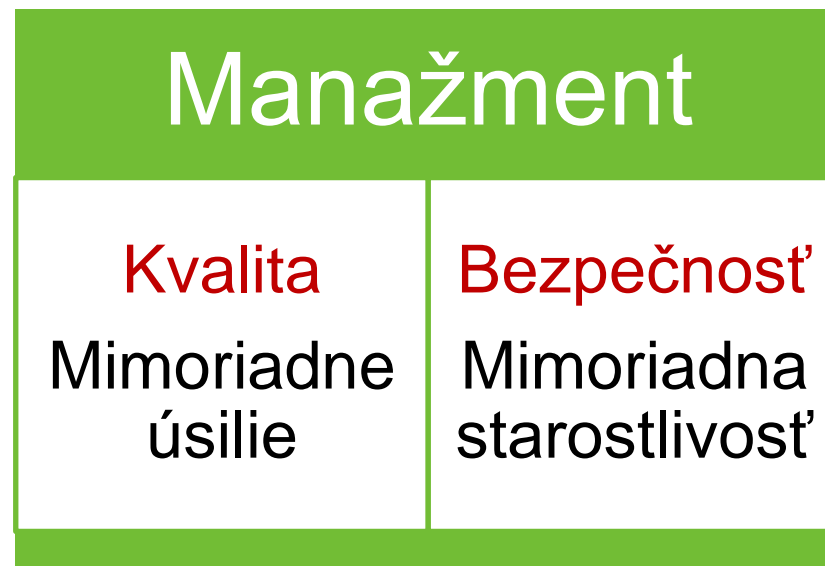 Manažment
Kvalita
Mimoriadne
úsilie
Bezpečnosť
Mimoriadna
starostlivosť